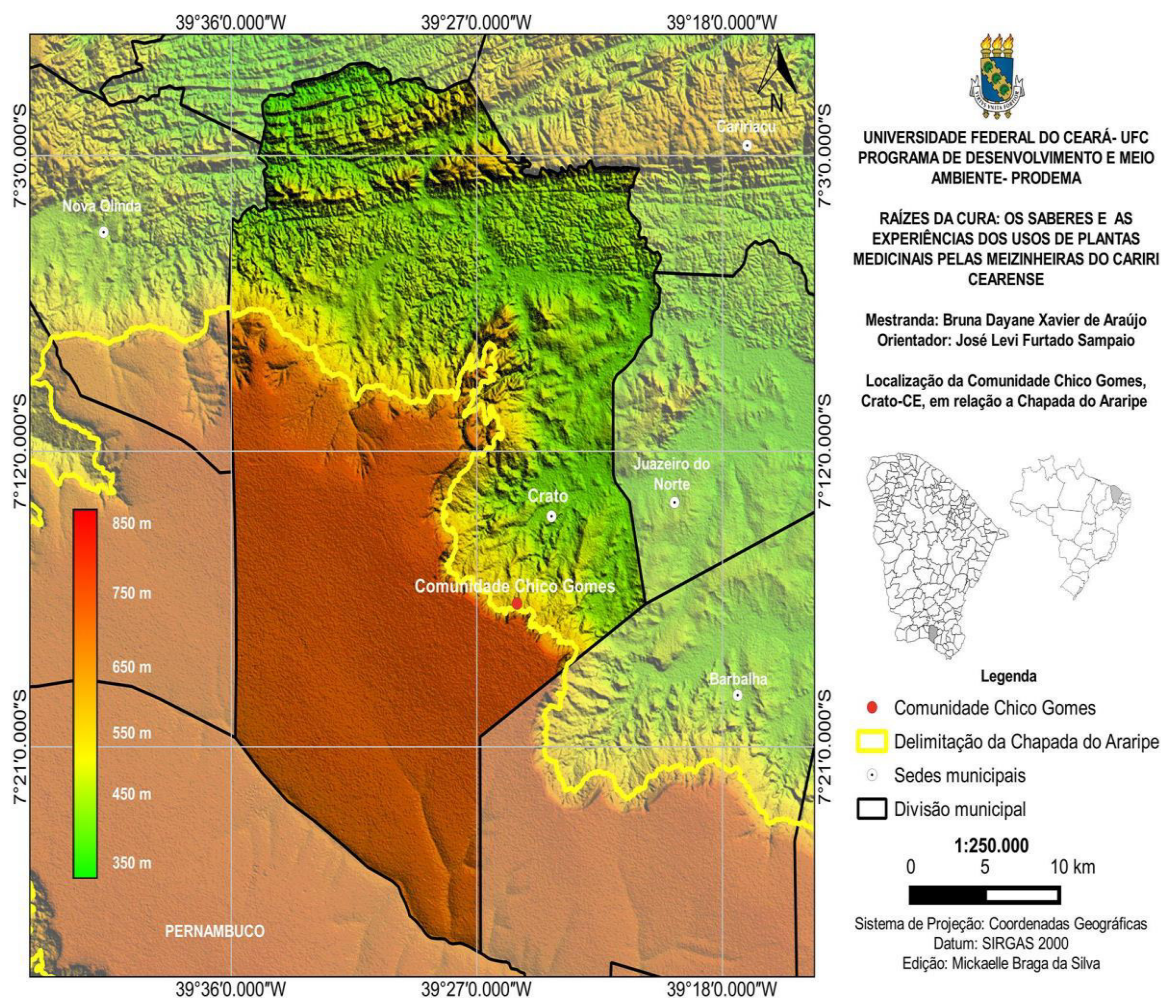 39°36'0.000"W
39°27'0.000"W
39°18'0.000"W
7°3'0.000"S
7°3'0.000"S
7°12'0.000"S
7°12'0.000"S
7°21'0.000"S
7°21'0.000"S
N
Caririaçu
Nova Olinda
Juazeiro do
Norte
Crato
Comunidade Chico Gomes
Barbalha
PERNAMBUCO
850 m
750 m
650 m
550 m
450 m
350 m
39°36'0.000"W
39°27'0.000"W
39°18'0.000"W
UNIVERSIDADE FEDERAL DO CEARÁ- UFC
PROGRAMA DE DESENVOLVIMENTO E MEIO
AMBIENTE- PRODEMA
RAÍZES DA CURA: OS SABERES E AS
EXPERIÊNCIAS DOS USOS DE PLANTAS
MEDICINAIS PELAS MEIZINHEIRAS DO CARIRI
CEARENSE
Mestranda: Bruna Dayane Xavier de Araújo
Orientador: José Levi Furtado Sampaio
Localização da Comunidade Chico Gomes,
Crato-CE, em relação a Chapada do Araripe
Legenda
Comunidade Chico Gomes
Delimitação da Chapada do Araripe
Sedes municipais
Divisão municipal
1:250.000
0 5 10 km
Sistema de Projeção: Coordenadas Geográficas
Datum: SIRGAS 2000
Edição: Mickaelle Braga da Silva